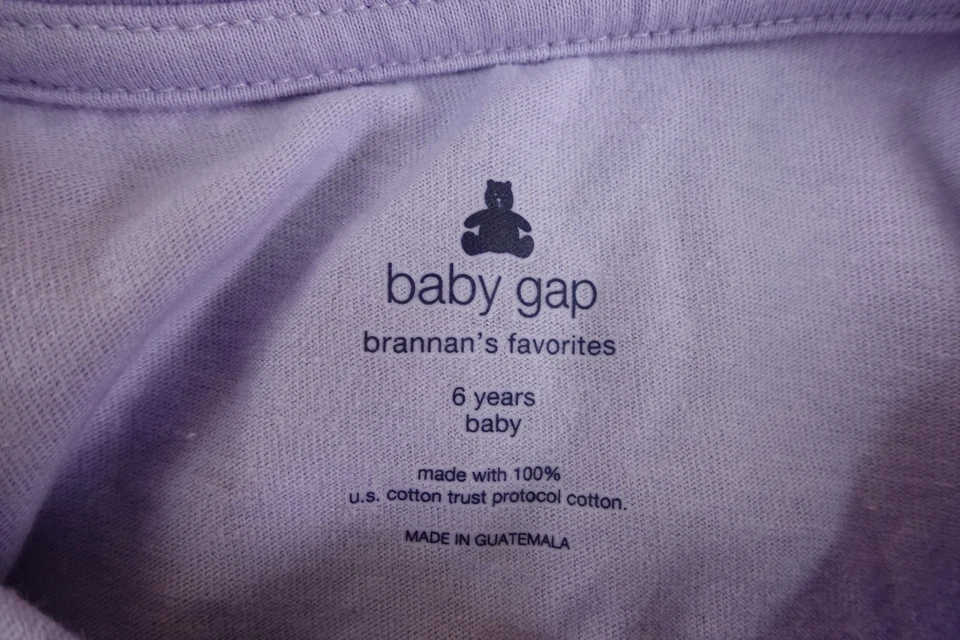 baby gap
brannan's favorites
6 years
baby
made with 100%
u.s. cotton trust protocol cotton.
MADE IN GUATEMALA